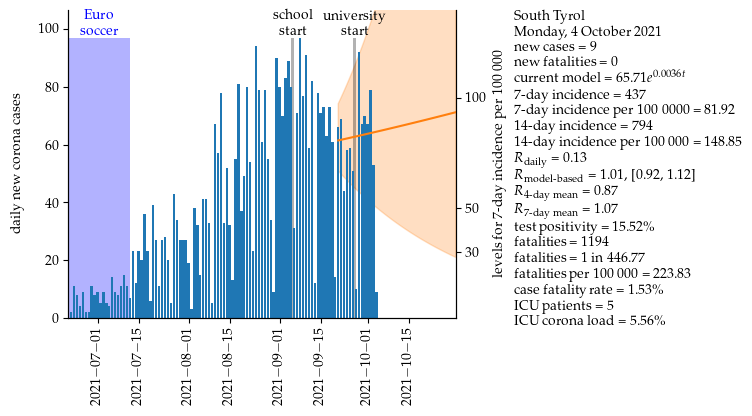 Euro
soccer
school
start
university
start
daily new corona cases
100
80
60
40
20
0
2021−07−01
2021−07−15
2021−08−01
2021−08−15
2021−09−01
2021−09−15
2021−10−01
2021−10−15
100
50
30
levels for 7-day incidence per 100 000
South Tyrol
Monday, 4 October 2021
new cases = 9
new fatalities = 0
current model = 65.71e^0.0036t
7-day incidence = 437
7-day incidence per 100 0000 = 81.92
14-day incidence = 794
14-day incidence per 100 000 = 148.85
R_daily = 0.13
R_model-based = 1.01, [0.92, 1.12]
R_4-day mean = 0.87
R_7-day mean = 1.07
test positivity = 15.52%
fatalities = 1194
fatalities = 1 in 446.77
fatalities per 100 000 = 223.83
case fatality rate = 1.53%
ICU patients = 5
ICU corona load = 5.56%